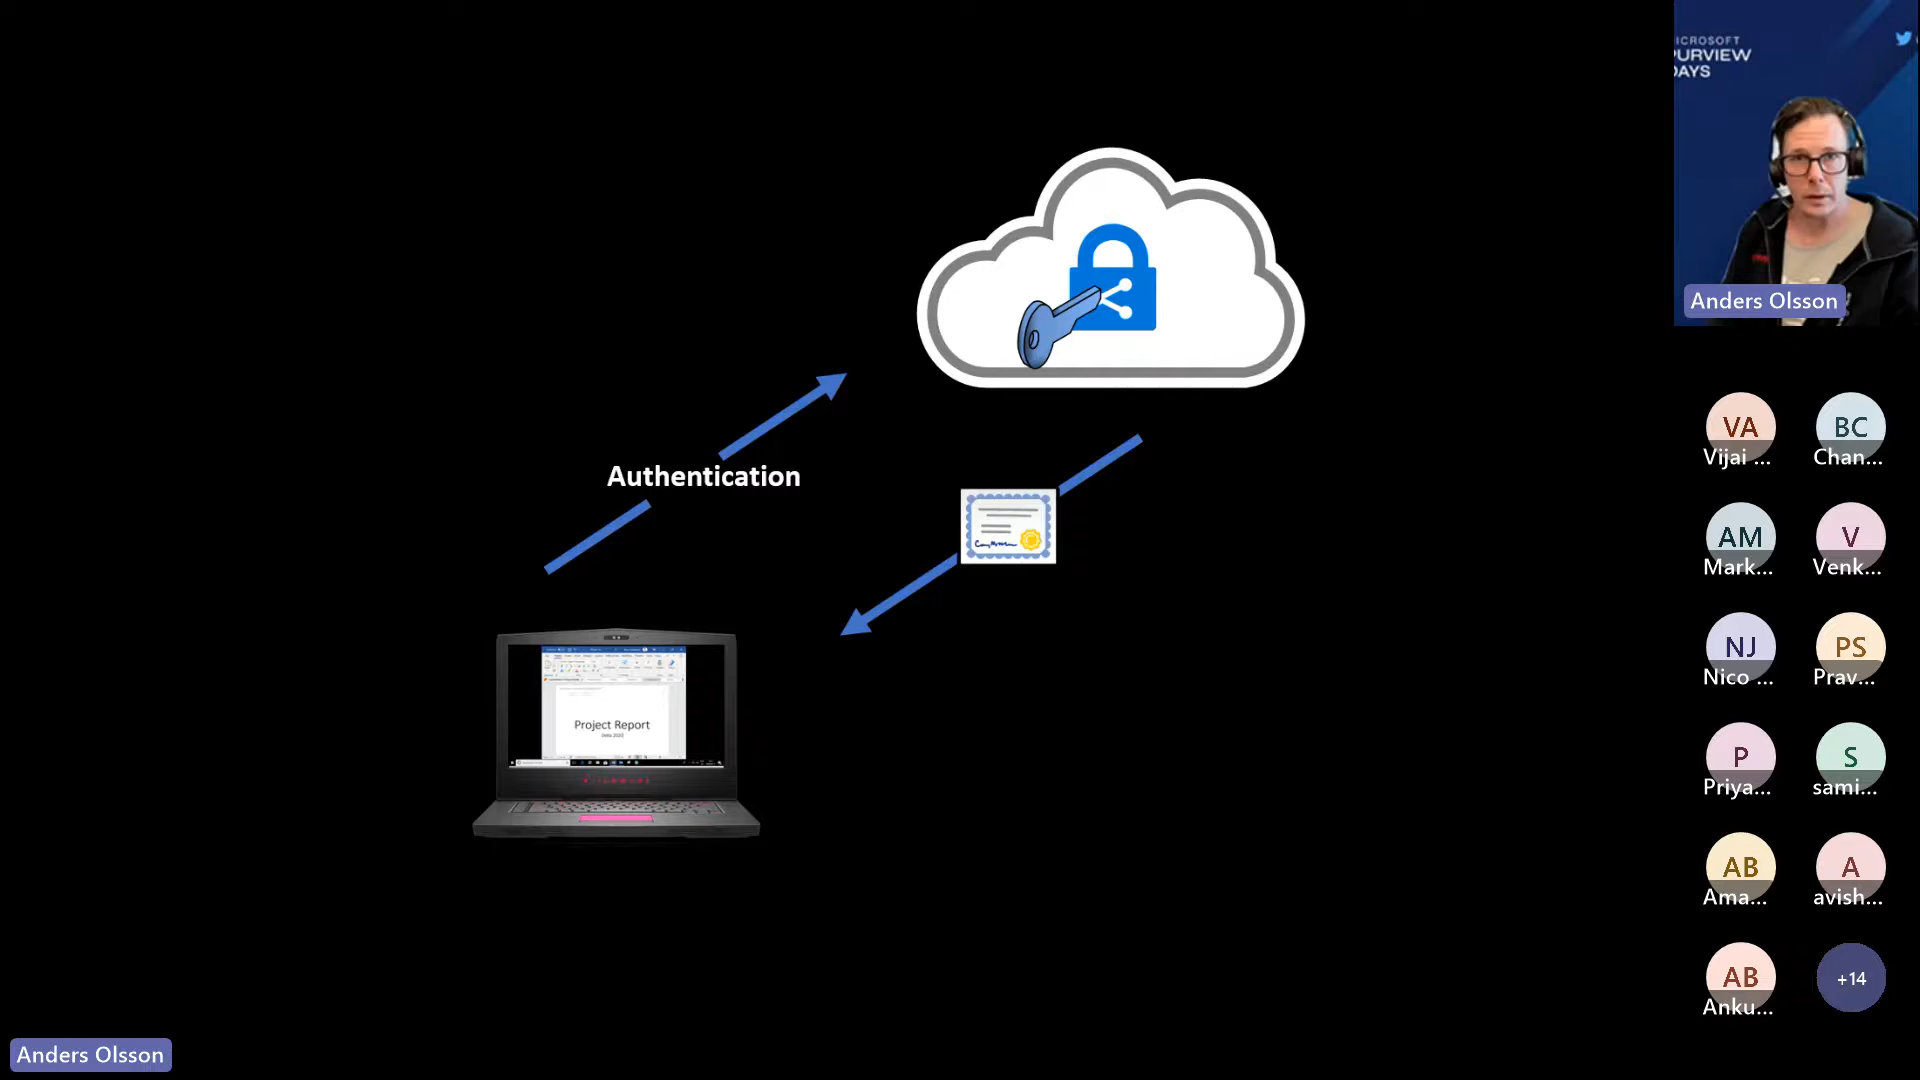 ICROSOFT
URVIEW
DAYS
Anders Olsson
Authentication
Project Report
VA
Vijai ...
BC
Chan...
AM
Mark...
V
Venk...
NJ
Nico ...
PS
Prav...
P
Priya...
S
sami...
AB
Ama...
A
avish...
AB
Anku...
+14
Anders Olsson